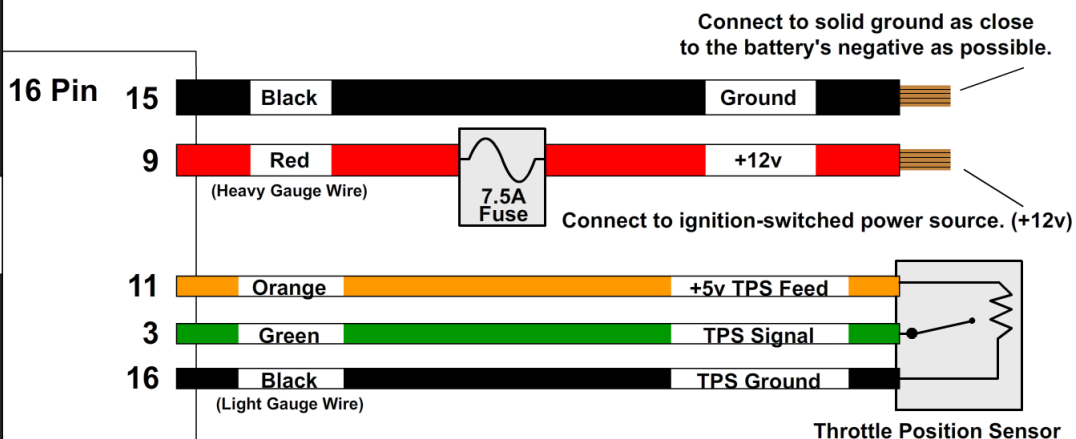 Connect to solid ground as close
to the battery's negative as possible.
16 Pin
15 Black Ground
9 Red +12v
(Heavy Gauge Wire)
7.5A
Fuse
Connect to ignition-switched power source. (+12v)
11 Orange +5v TPS Feed
3 Green TPS Signal
16 Black TPS Ground
(Light Gauge Wire)
Throttle Position Sensor